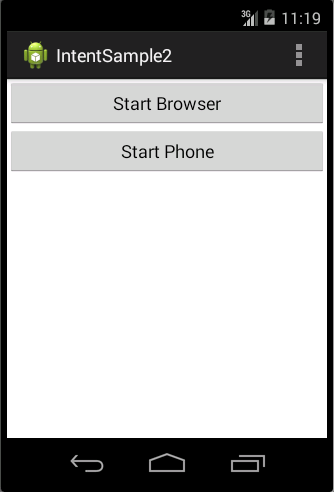 3G 11:19
IntentSample2
Start Browser
Start Phone